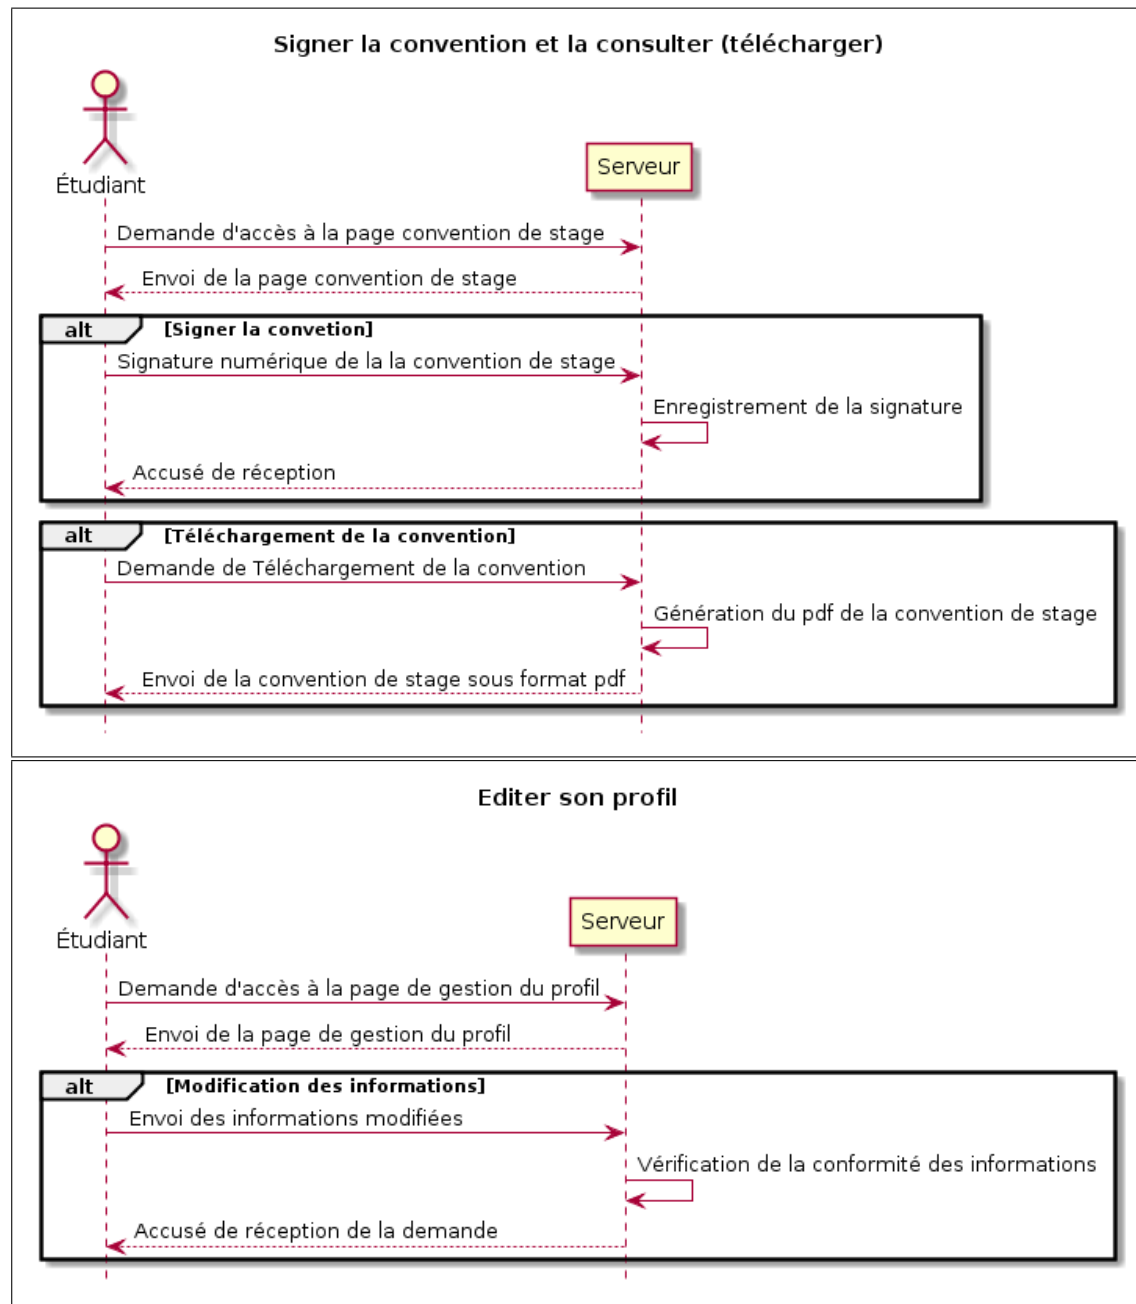 Signer la convention et la consulter (télécharger)
Étudiant
Serveur
Demande d'accès à la page convention de stage
Envoi de la page convention de stage
alt [Signer la convetion]
Signature numérique de la la convention de stage
Enregistrement de la signature
Accusé de réception
alt [Téléchargement de la convention]
Demande de Téléchargement de la convention
Génération du pdf de la convention de stage
Envoi de la convention de stage sous format pdf
Editer son profil
Étudiant
Serveur
Demande d'accès à la page de gestion du profil
Envoi de la page de gestion du profil
alt [Modification des informations]
Envoi des informations modifiées
Vérification de la conformité des informations
Accusé de réception de la demande